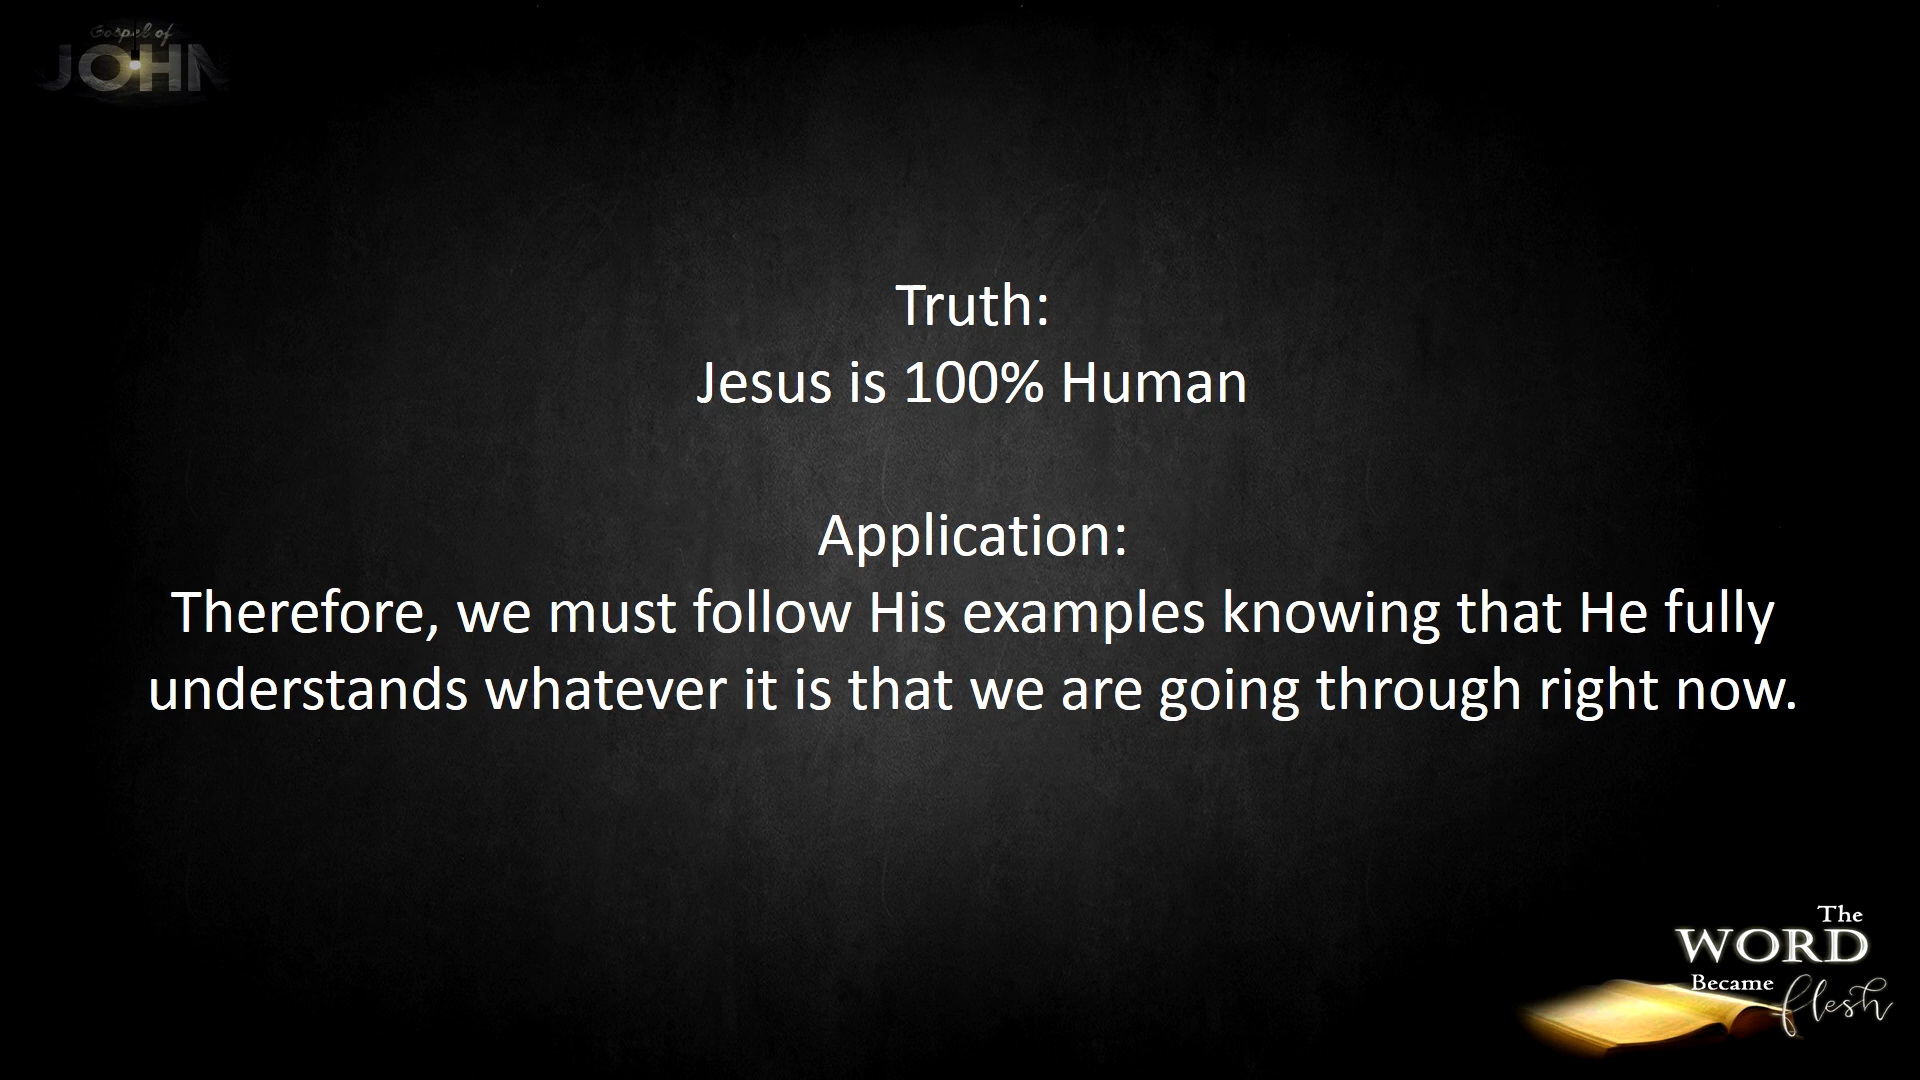 Gospel of
JOHN
Truth:
Jesus is 100% Human
Application:
Therefore, we must follow His examples knowing that He fully
understands whatever it is that we are going through right now.
The
WORD
Became
flesh